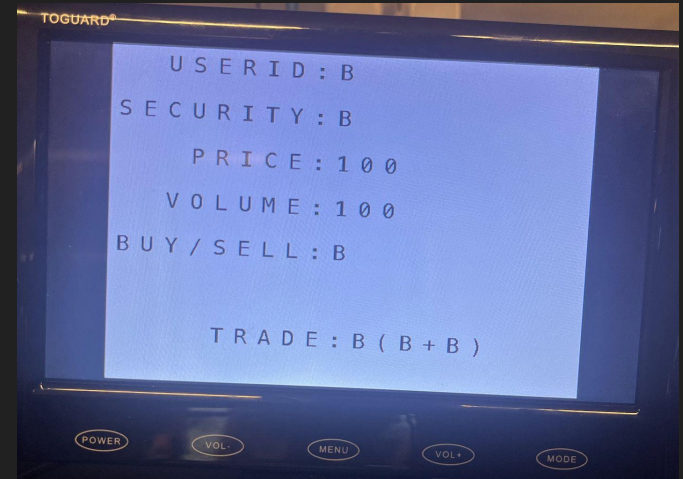 TOGUARD®
USERID:B
SECURITY:B
PRICE:100
VOLUME:100
BUY/SELL:B
TRADE:B(B+B)
POWER
VOL-
MENU
VOL+
MODE